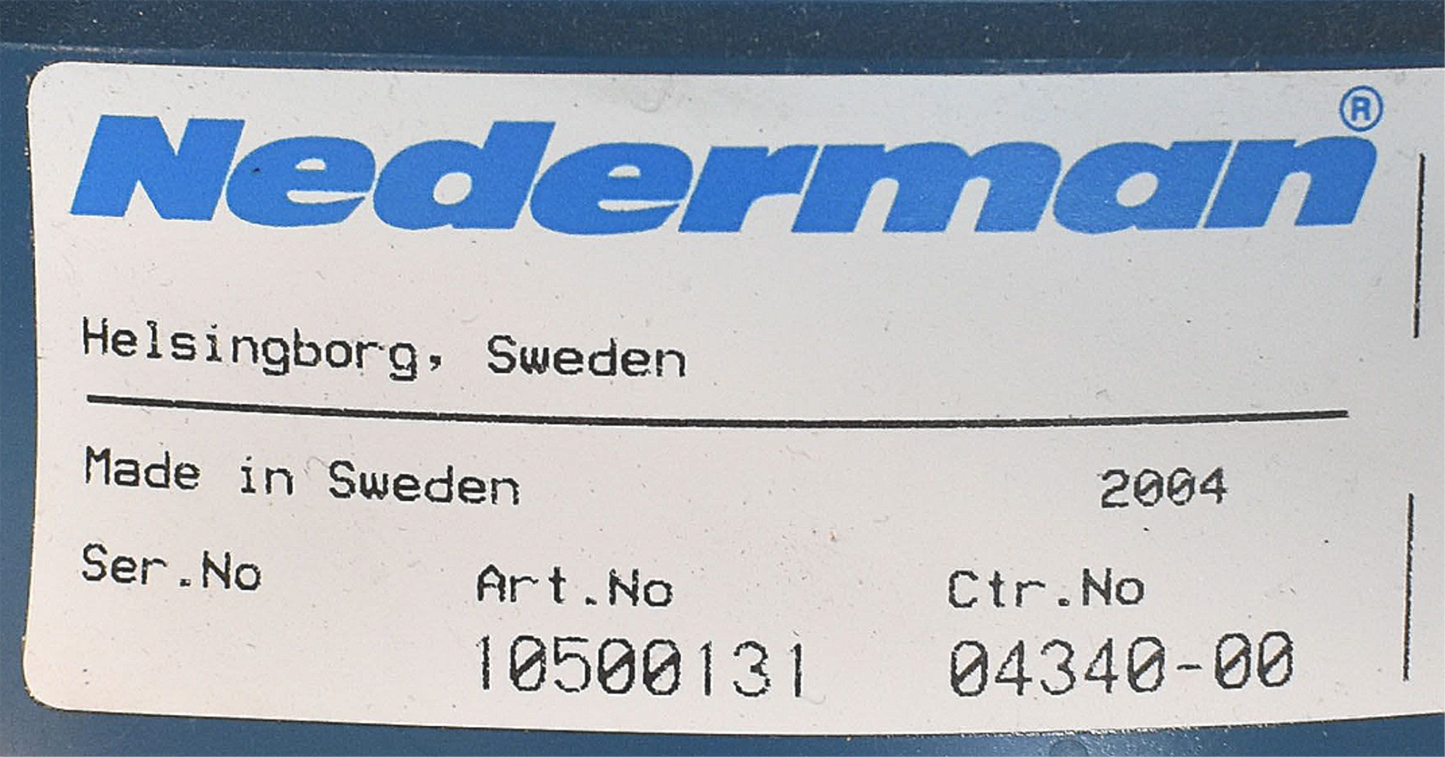 Nederman®
Helsingborg, Sweden
Made in Sweden 2004
Ser.No Art.No Ctr.No
10500131 04340-00